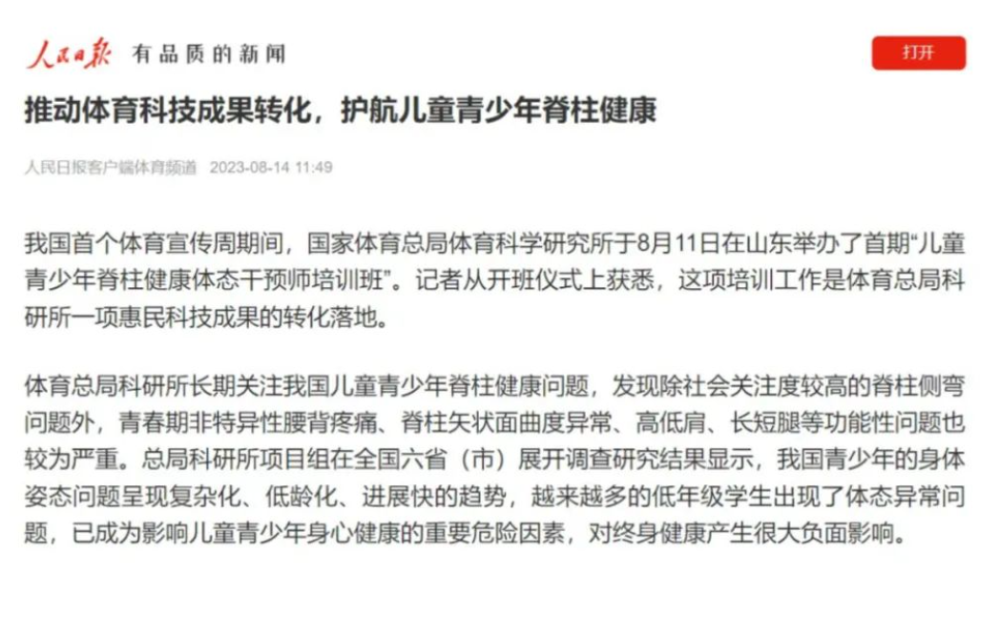 人民日报 有品质的新闻
打开
推动体育科技成果转化，护航儿童青少年脊柱健康
人民日报客户端体育频道 2023-08-14 11:49
我国首个体育宣传周期间，国家体育总局体育科学研究所于8月11日在山东举办了首期“儿童
青少年脊柱健康体态干预师培训班”。记者从开班仪式上获悉，这项培训工作是体育总局科
研所一项惠民科技成果的转化落地。
体育总局科研所长期关注我国儿童青少年脊柱健康问题，发现除社会关注度较高的脊柱侧弯
问题外，青春期非特异性腰背疼痛、脊柱矢状面曲度异常、高低肩、长短腿等功能性问题也
较为严重。总局科研所项目组在全国六省（市）展开调查研究结果显示，我国青少年的身体
姿态问题呈现复杂化、低龄化、进展快的趋势，越来越多的低年级学生出现了体态异常问
题，已成为影响儿童青少年身心健康的重要危险因素，对终身健康产生很大负面影响。